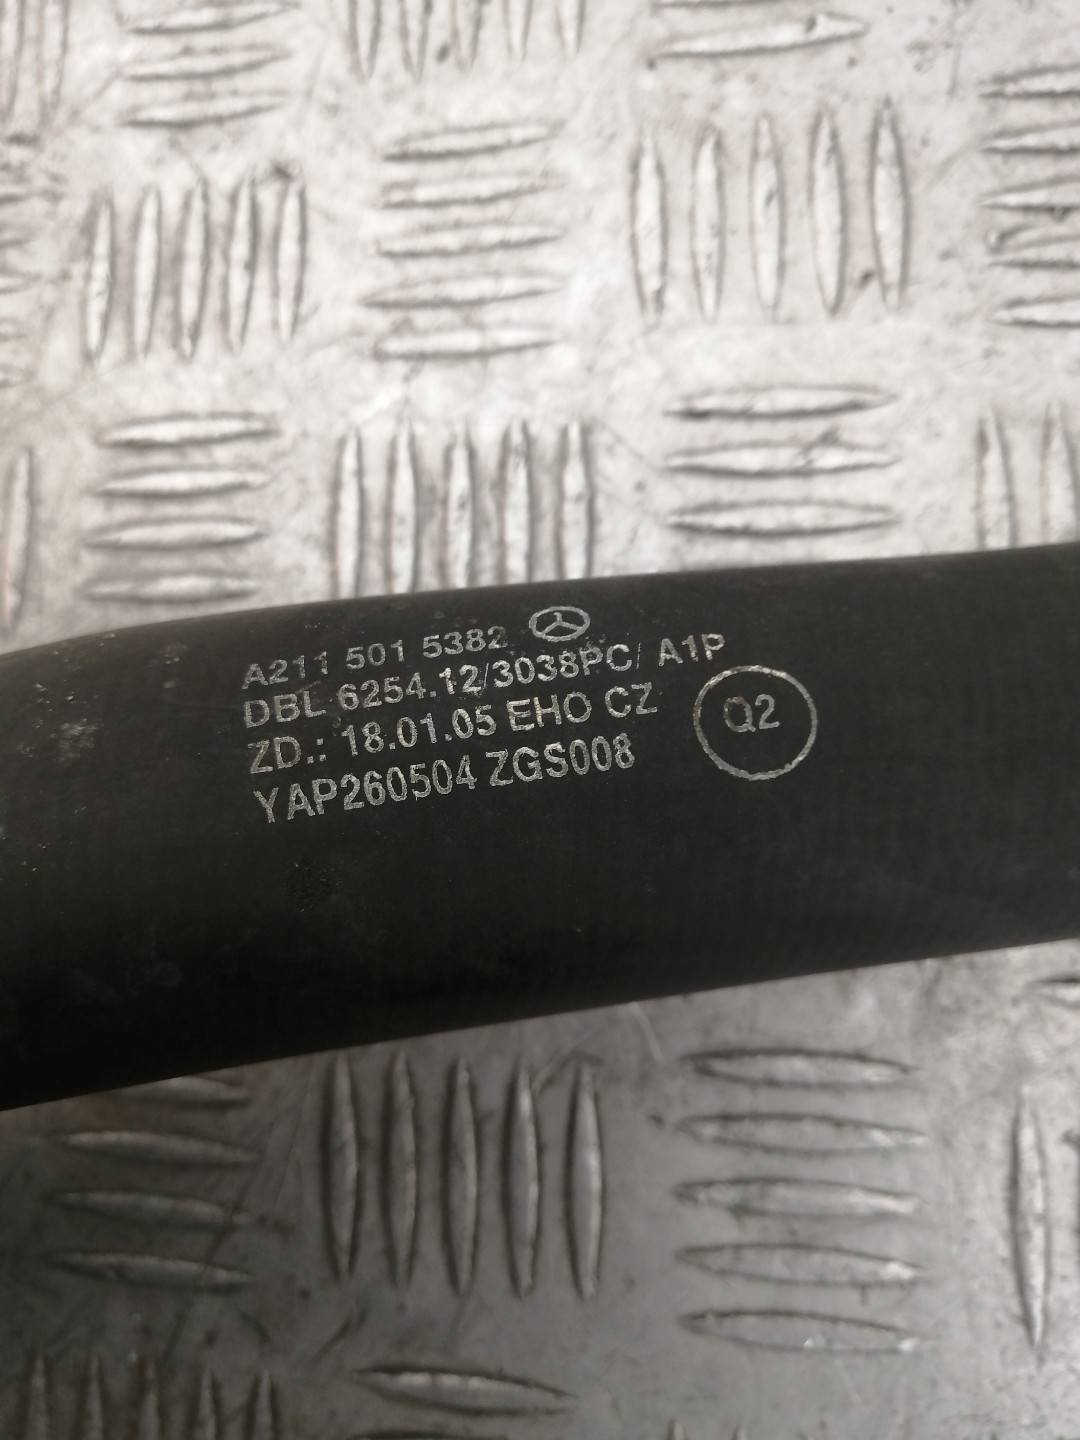 A211 501 5382
DBL 6254.12/3038PC/ A1P
ZD.: 18.01.05 EHO CZ
YAP260504 ZGS008
Q2